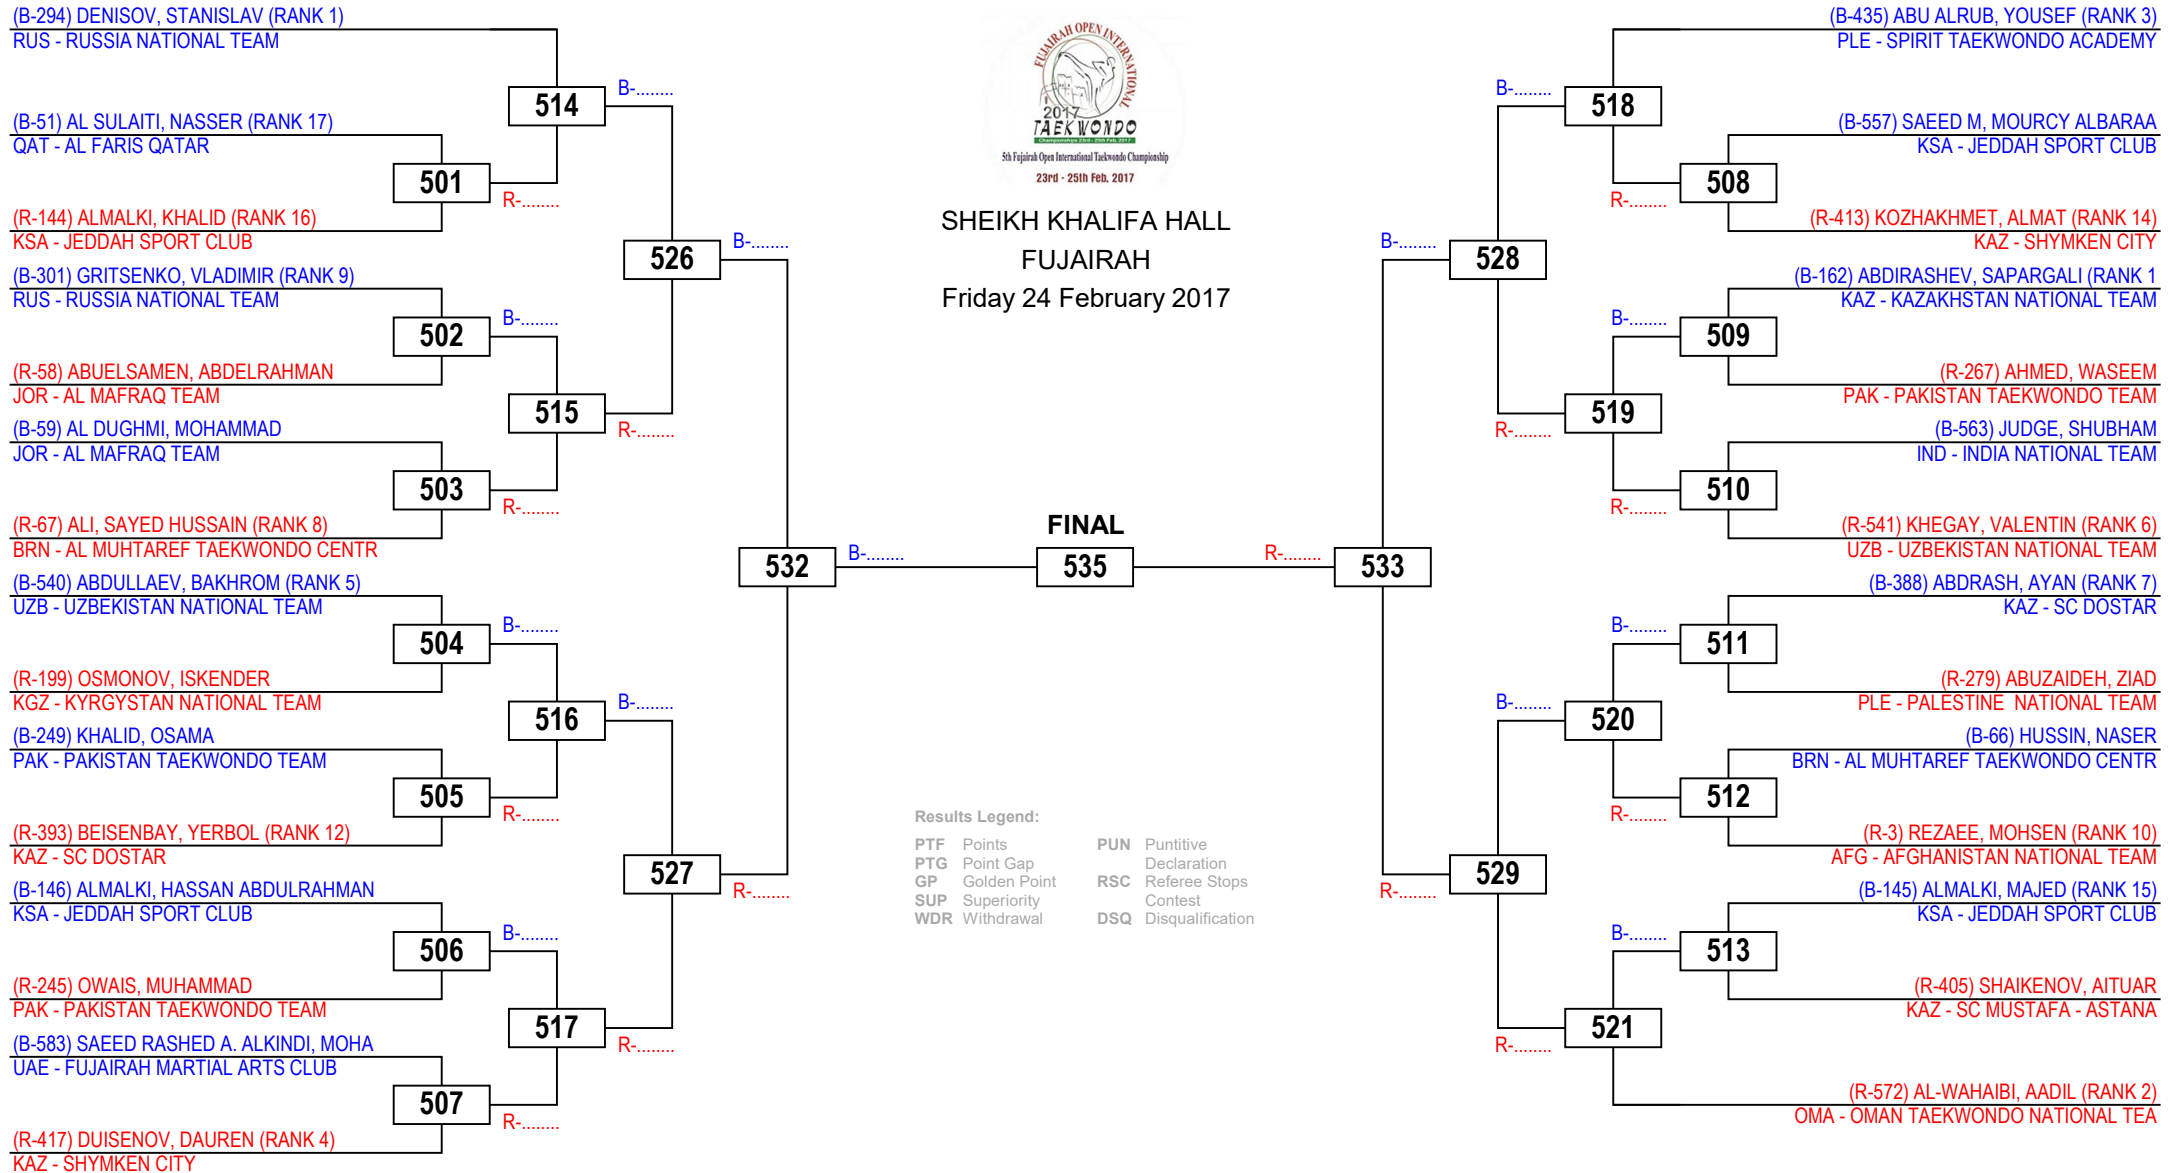 (B-294) DENISOV, STANISLAV (RANK 1)
RUS - RUSSIA NATIONAL TEAM
514
B-........
(B-51) AL SULAITI, NASSER (RANK 17)
QAT - AL FARIS QATAR
501
R-........
(R-144) ALMALKI, KHALID (RANK 16)
KSA - JEDDAH SPORT CLUB
526
B-........
(B-301) GRITSENKO, VLADIMIR (RANK 9)
RUS - RUSSIA NATIONAL TEAM
502
B-........
(R-58) ABUELSAMEN, ABDELRAHMAN
JOR - AL MAFRAQ TEAM
515
R-........
(B-59) AL DUGHMI, MOHAMMAD
JOR - AL MAFRAQ TEAM
503
R-........
(R-67) ALI, SAYED HUSSAIN (RANK 8)
BRN - AL MUHTAREF TAEKWONDO CENTR
532
B-........
(B-540) ABDULLAEV, BAKHROM (RANK 5)
UZB - UZBEKISTAN NATIONAL TEAM
504
B-........
(R-199) OSMONOV, ISKENDER
KGZ - KYRGYSTAN NATIONAL TEAM
516
B-........
(B-249) KHALID, OSAMA
PAK - PAKISTAN TAEKWONDO TEAM
505
R-........
(R-393) BEISENBAY, YERBOL (RANK 12)
KAZ - SC DOSTAR
527
R-........
(B-146) ALMALKI, HASSAN ABDULRAHMAN
KSA - JEDDAH SPORT CLUB
506
B-........
(R-245) OWAIS, MUHAMMAD
PAK - PAKISTAN TAEKWONDO TEAM
517
R-........
(B-583) SAEED RASHED A. ALKINDI, MOHA
UAE - FUJAIRAH MARTIAL ARTS CLUB
507
R-........
(R-417) DUISENOV, DAUREN (RANK 4)
KAZ - SHYMKEN CITY
FUJAIRAH OPEN INTERNATIONAL
2017
TAEKWONDO
Championships 23rd - 25th Feb, 2017
5th Fujairah Open International Taekwondo Championship
23rd - 25th Feb, 2017
SHEIKH KHALIFA HALL
FUJAIRAH
Friday 24 February 2017
FINAL
535
Results Legend:
PTF Points
PTG Point Gap
GP Golden Point
SUP Superiority
WDR Withdrawal
PUN Puntitive
Declaration
RSC Referee Stops
Contest
DSQ Disqualification
(B-435) ABU ALRUB, YOUSEF (RANK 3)
PLE - SPIRIT TAEKWONDO ACADEMY
B-........
518
(B-557) SAEED M, MOURCY ALBARAA
KSA - JEDDAH SPORT CLUB
508
R-........
(R-413) KOZHAKHMET, ALMAT (RANK 14)
KAZ - SHYMKEN CITY
B-........
528
(B-162) ABDIRASHEV, SAPARGALI (RANK 1
KAZ - KAZAKHSTAN NATIONAL TEAM
B-........
509
(R-267) AHMED, WASEEM
PAK - PAKISTAN TAEKWONDO TEAM
519
R-........
(B-563) JUDGE, SHUBHAM
IND - INDIA NATIONAL TEAM
510
R-........
(R-541) KHEGAY, VALENTIN (RANK 6)
UZB - UZBEKISTAN NATIONAL TEAM
R-........
533
(B-388) ABDRASH, AYAN (RANK 7)
KAZ - SC DOSTAR
B-........
511
(R-279) ABUZAIDEH, ZIAD
PLE - PALESTINE NATIONAL TEAM
B-........
520
(B-66) HUSSIN, NASER
BRN - AL MUHTAREF TAEKWONDO CENTR
512
R-........
(R-3) REZAEE, MOHSEN (RANK 10)
AFG - AFGHANISTAN NATIONAL TEAM
529
R-........
(B-145) ALMALKI, MAJED (RANK 15)
KSA - JEDDAH SPORT CLUB
B-........
513
(R-405) SHAIKENOV, AITUAR
KAZ - SC MUSTAFA - ASTANA
521
R-........
(R-572) AL-WAHAIBI, AADIL (RANK 2)
OMA - OMAN TAEKWONDO NATIONAL TEA